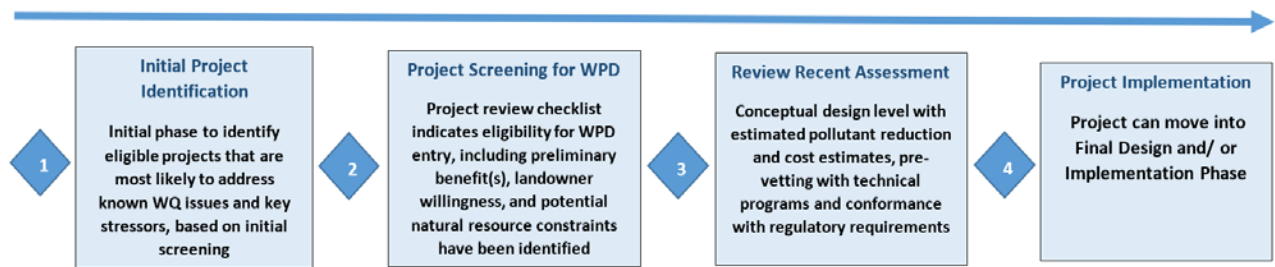 1
Initial Project
Identification
Initial phase to identify
eligible projects that are
most likely to address
known WQ issues and key
stressors, based on initial
screening
2
Project Screening for WPD
Project review checklist
indicates eligibility for WPD
entry, including preliminary
benefit(s), landowner
willingness, and potential
natural resource constraints
have been identified
3
Review Recent Assessment
Conceptual design level with
estimated pollutant reduction
and cost estimates, pre-
vetting with technical
programs and conformance
with regulatory requirements
4
Project Implementation
Project can move into
Final Design and/ or
Implementation Phase